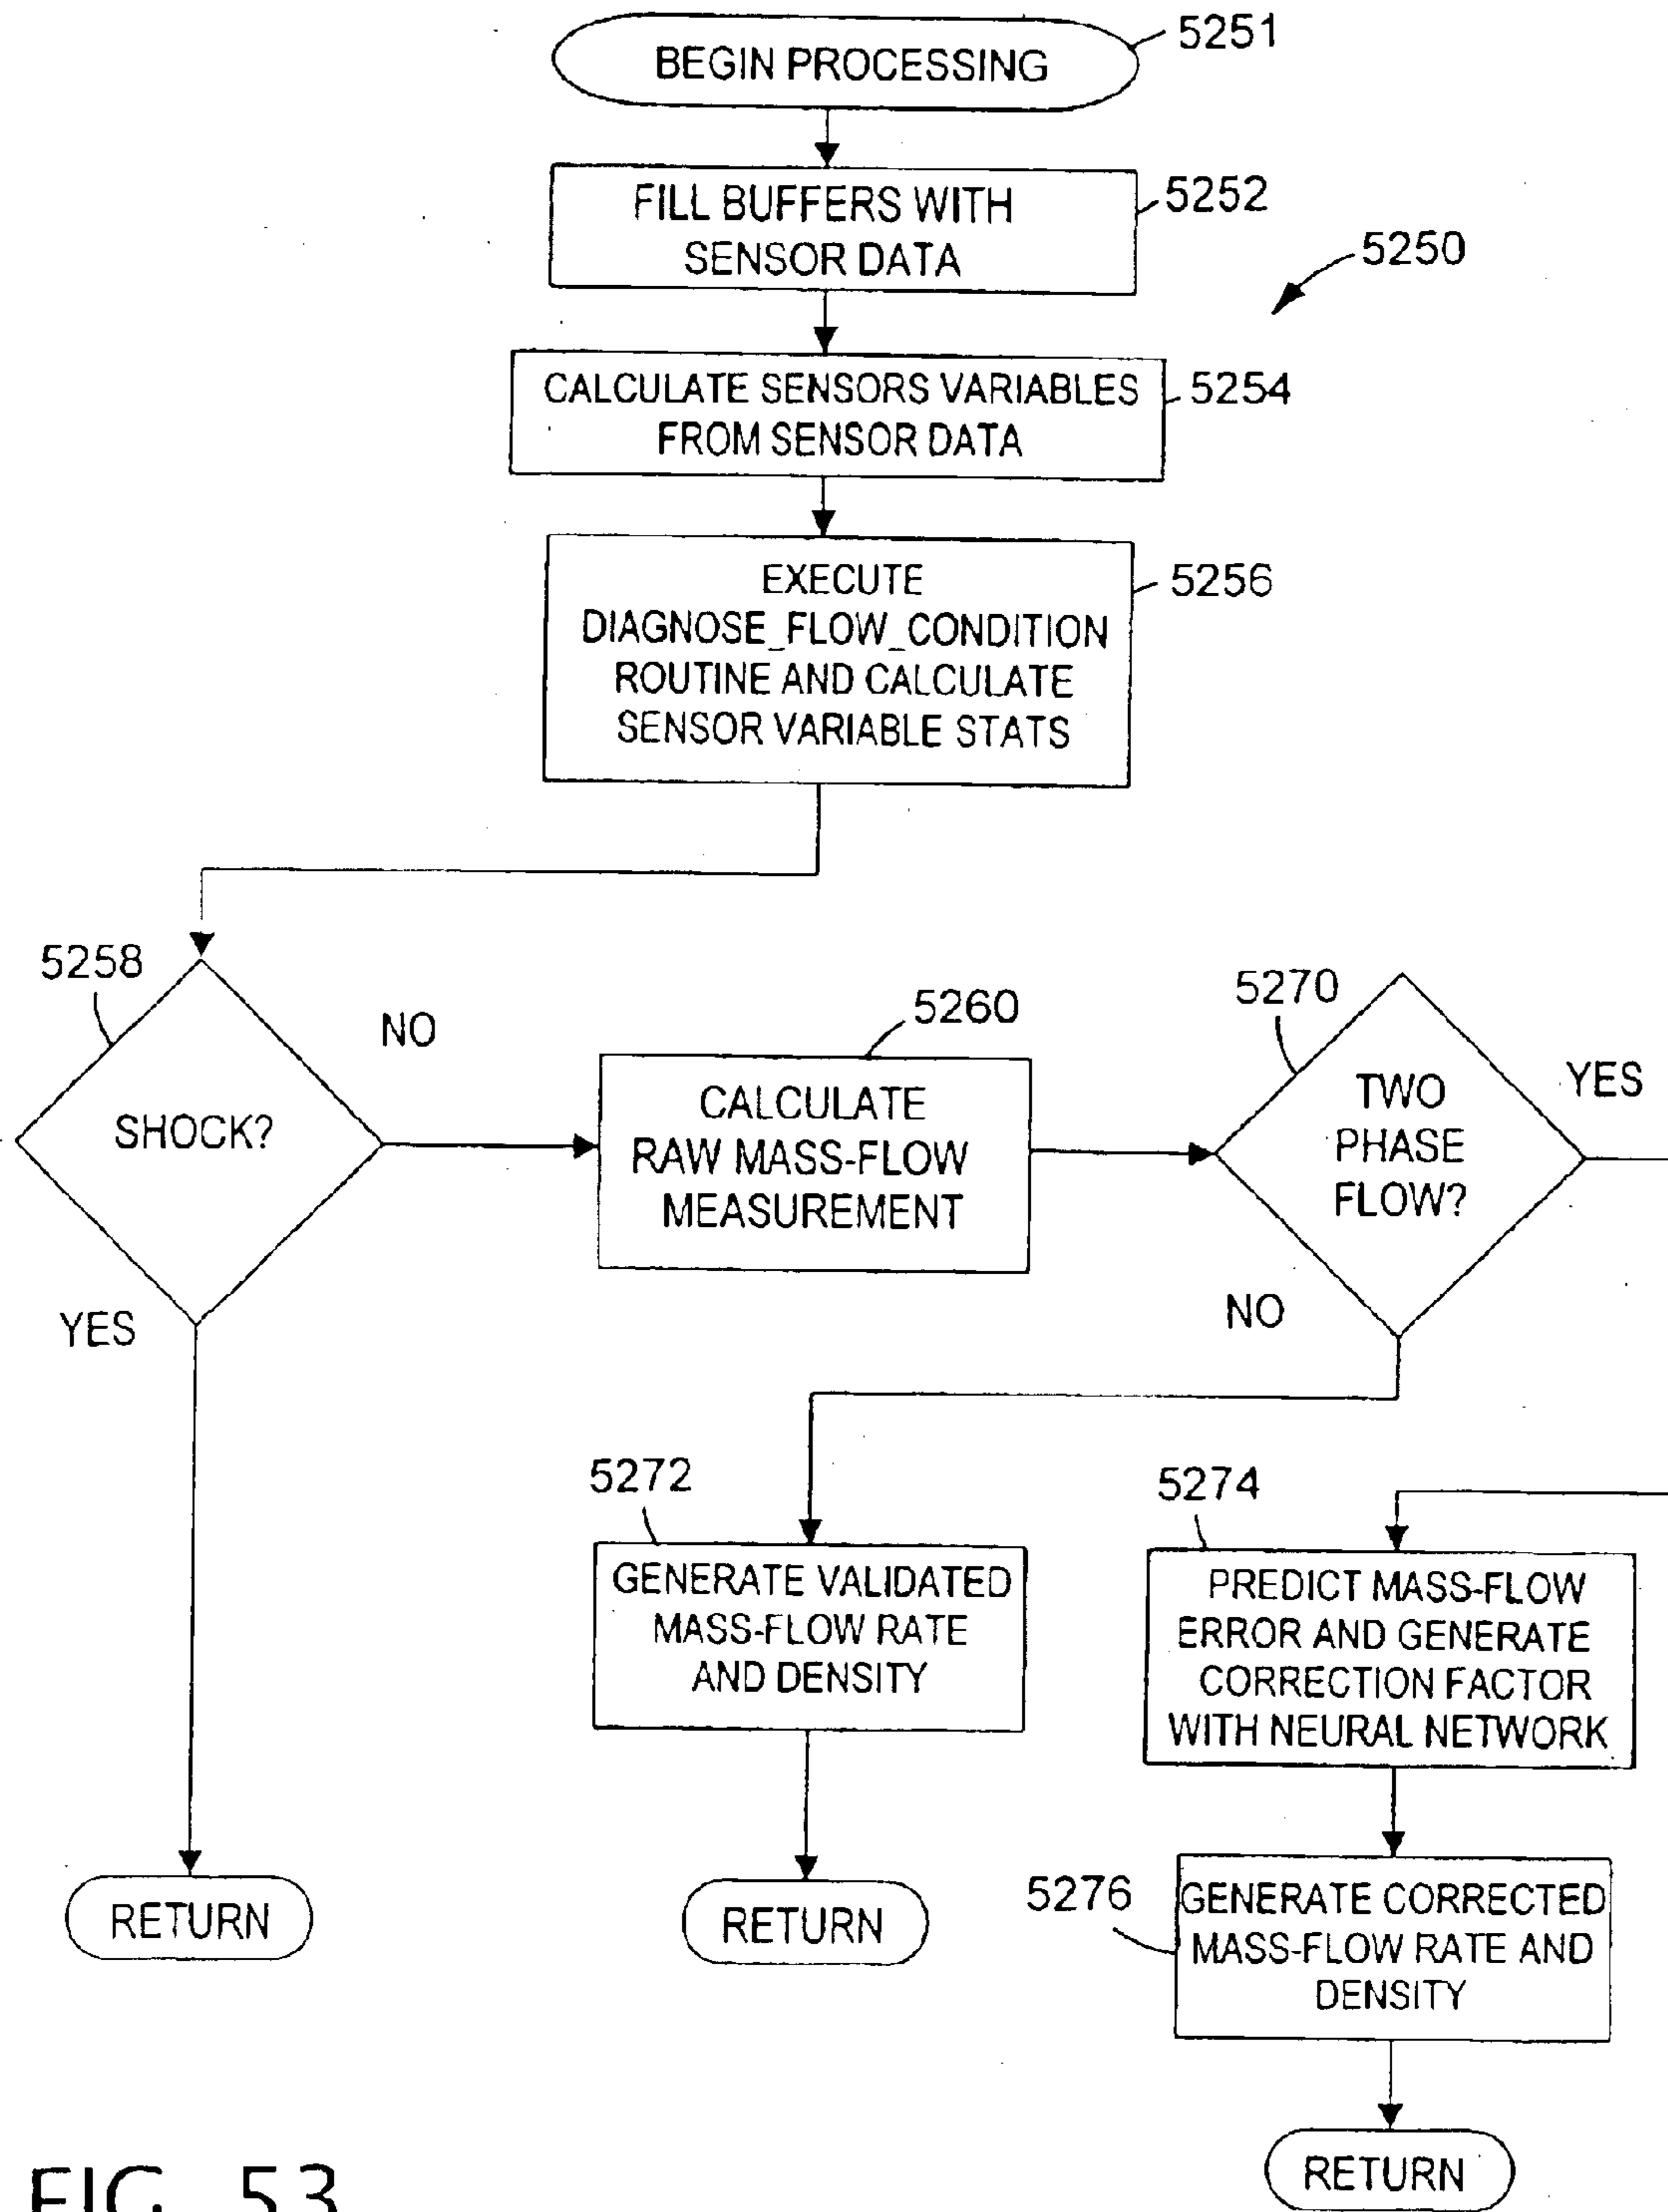 BEGIN PROCESSING
5251
FILL BUFFERS WITH
SENSOR DATA
5252
5250
CALCULATE SENSORS VARIABLES
FROM SENSOR DATA
5254
EXECUTE
DIAGNOSE_FLOW_CONDITION
ROUTINE AND CALCULATE
SENSOR VARIABLE STATS
5256
5258
SHOCK?
NO
YES
5260
CALCULATE
RAW MASS-FLOW
MEASUREMENT
5270
TWO
PHASE
FLOW?
YES
NO
5272
GENERATE VALIDATED
MASS-FLOW RATE
AND DENSITY
5274
PREDICT MASS-FLOW
ERROR AND GENERATE
CORRECTION FACTOR
WITH NEURAL NETWORK
RETURN
RETURN
5276
GENERATE CORRECTED
MASS-FLOW RATE AND
DENSITY
RETURN
FIG. 53